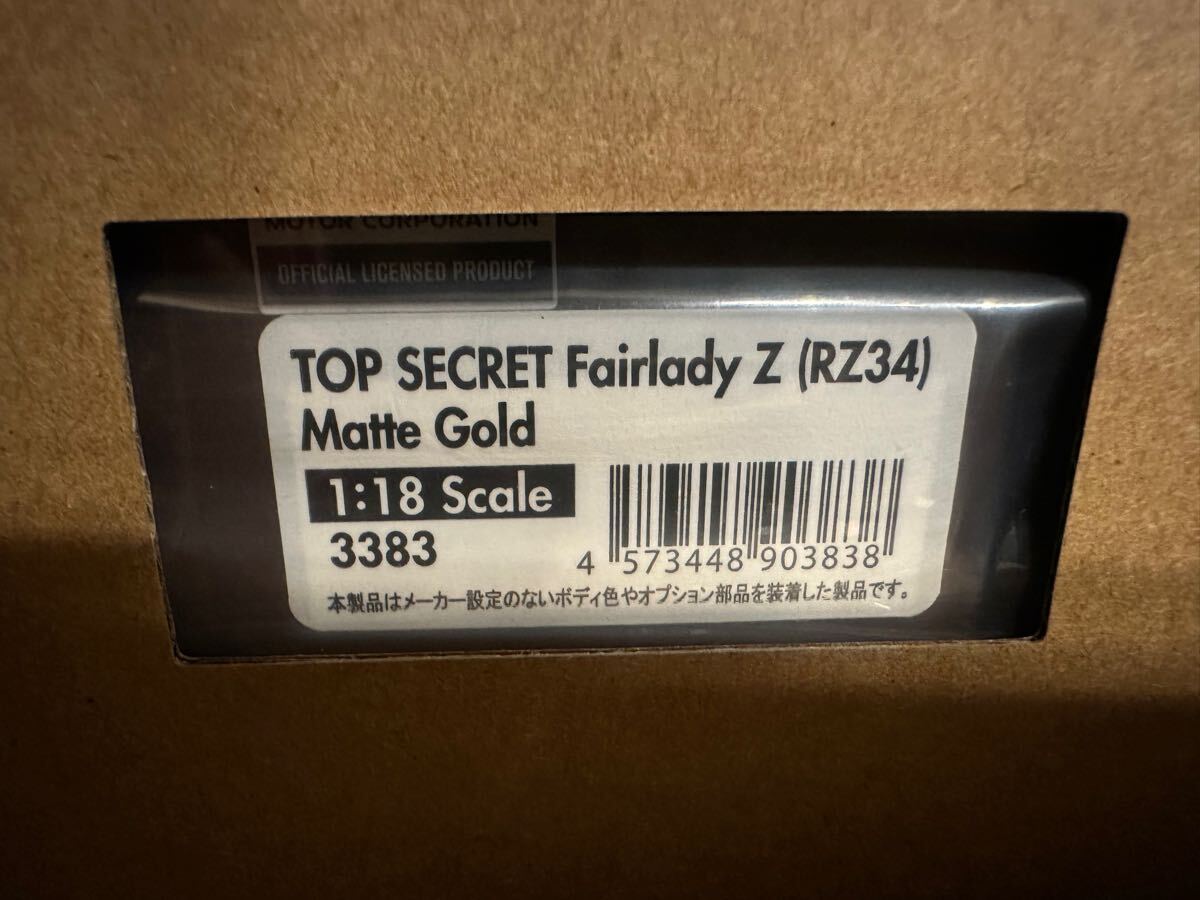 MOTOR CORPORATION
OFFICIAL LICENSED PRODUCT
TOP SECRET Fairlady Z (RZ34)
Matte Gold
1:18 Scale
3383
4 573448 903838
本製品はメーカー設定のないボディ色やオプション部品を装着した製品です。